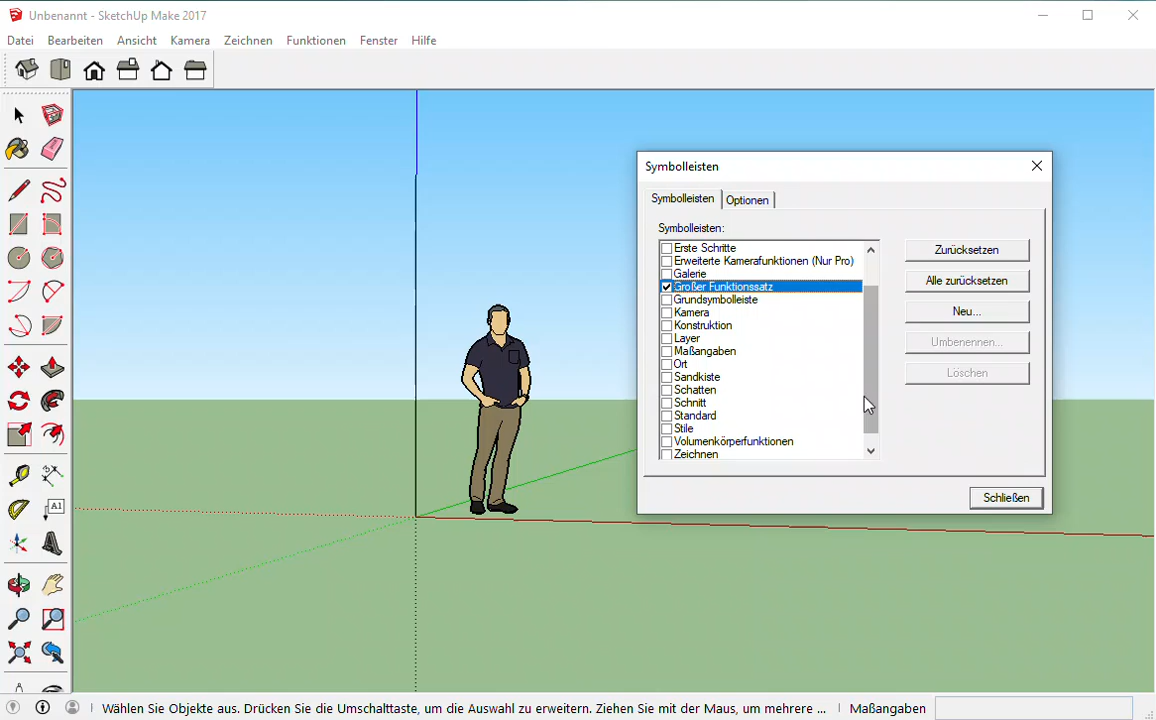 Unbenannt - SketchUp Make 2017
Datei Bearbeiten Ansicht Kamera Zeichnen Funktionen Fenster Hilfe
Symbolleisten
Symbolleisten Optionen
Symbolleisten:
Erste Schritte
Erweiterte Kamerafunktionen (Nur Pro)
Galerie
Großer Funktionssatz
Grundsymbolleiste
Kamera
Konstruktion
Layer
Maßangaben
Ort
Sandkiste
Schatten
Schnitt
Standard
Stile
Volumenkörperfunktionen
Zeichnen
Zurücksetzen
Alle zurücksetzen
Neu...
Umbenennen...
Löschen
Schließen
A1
Wählen Sie Objekte aus. Drücken Sie die Umschalttaste, um die Auswahl zu erweitern. Ziehen Sie mit der Maus, um mehrere ... Maßangaben